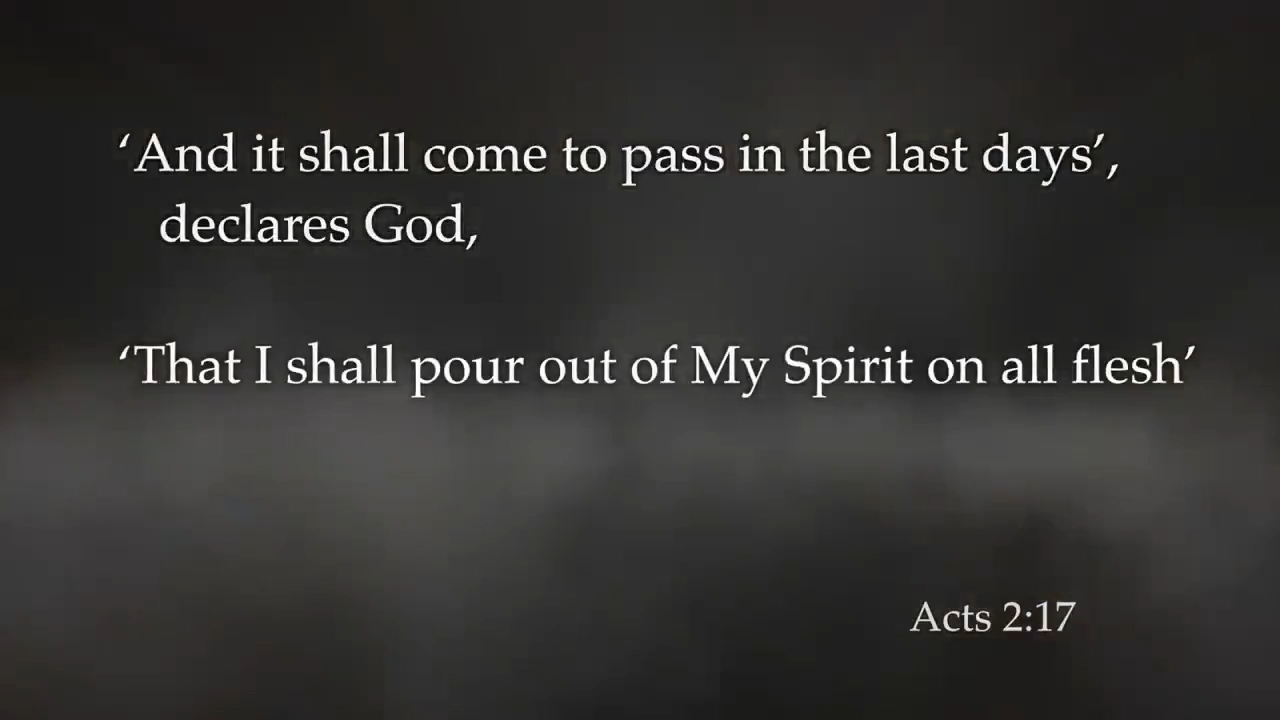 ‘And it shall come to pass in the last days’,
declares God,
‘That I shall pour out of My Spirit on all flesh’
Acts 2:17